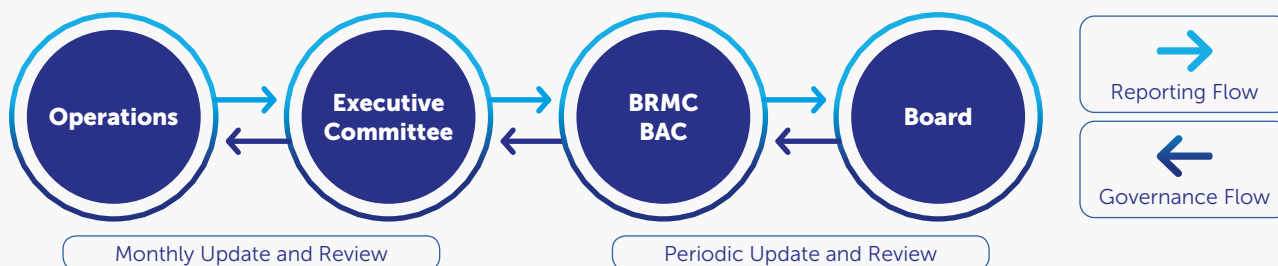 Operations
Executive
Committee
BRMC
BAC
Board
Reporting Flow
Governance Flow
Monthly Update and Review
Periodic Update and Review